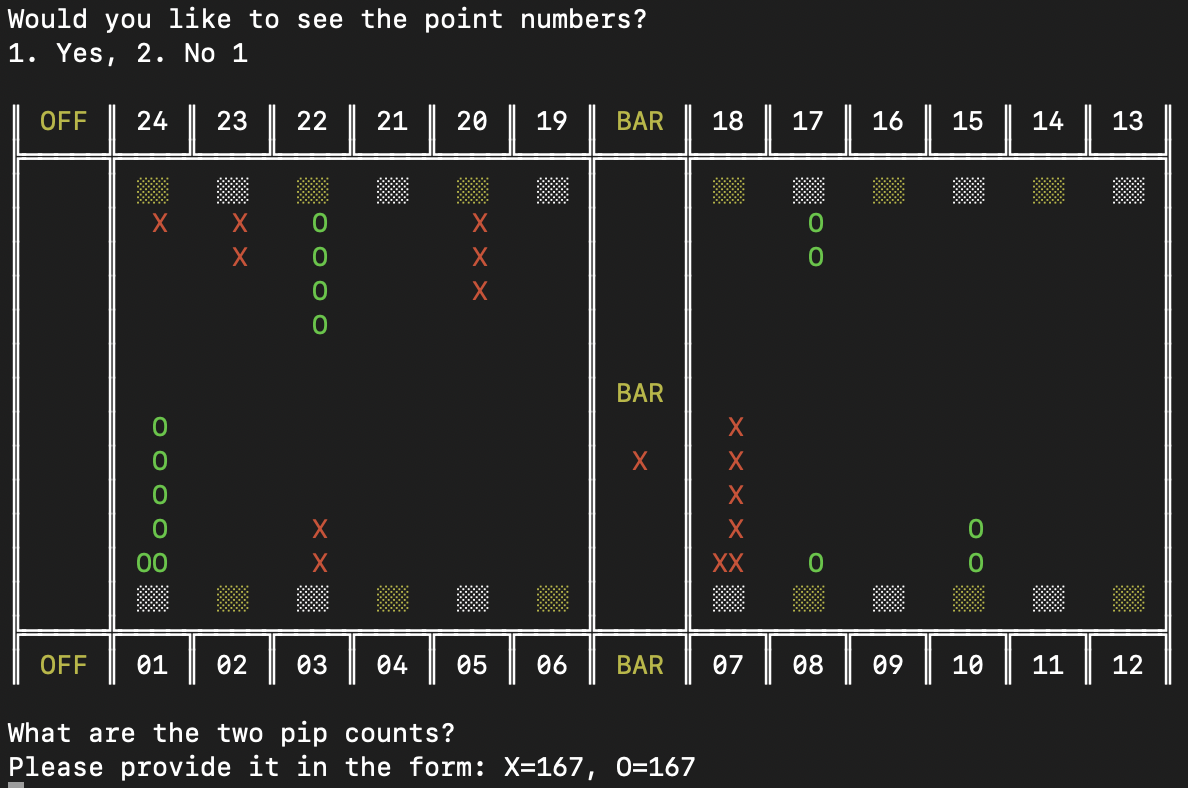 Would you like to see the point numbers?
1. Yes, 2. No 1
OFF 24 23 22 21 20 19 BAR 18 17 16 15 14 13
X X O X O
X O X O
O X
O
BAR
O X
O X X
O X
O X X O
OO X XX O O
OFF 01 02 03 04 05 06 BAR 07 08 09 10 11 12
What are the two pip counts?
Please provide it in the form: X=167, O=167